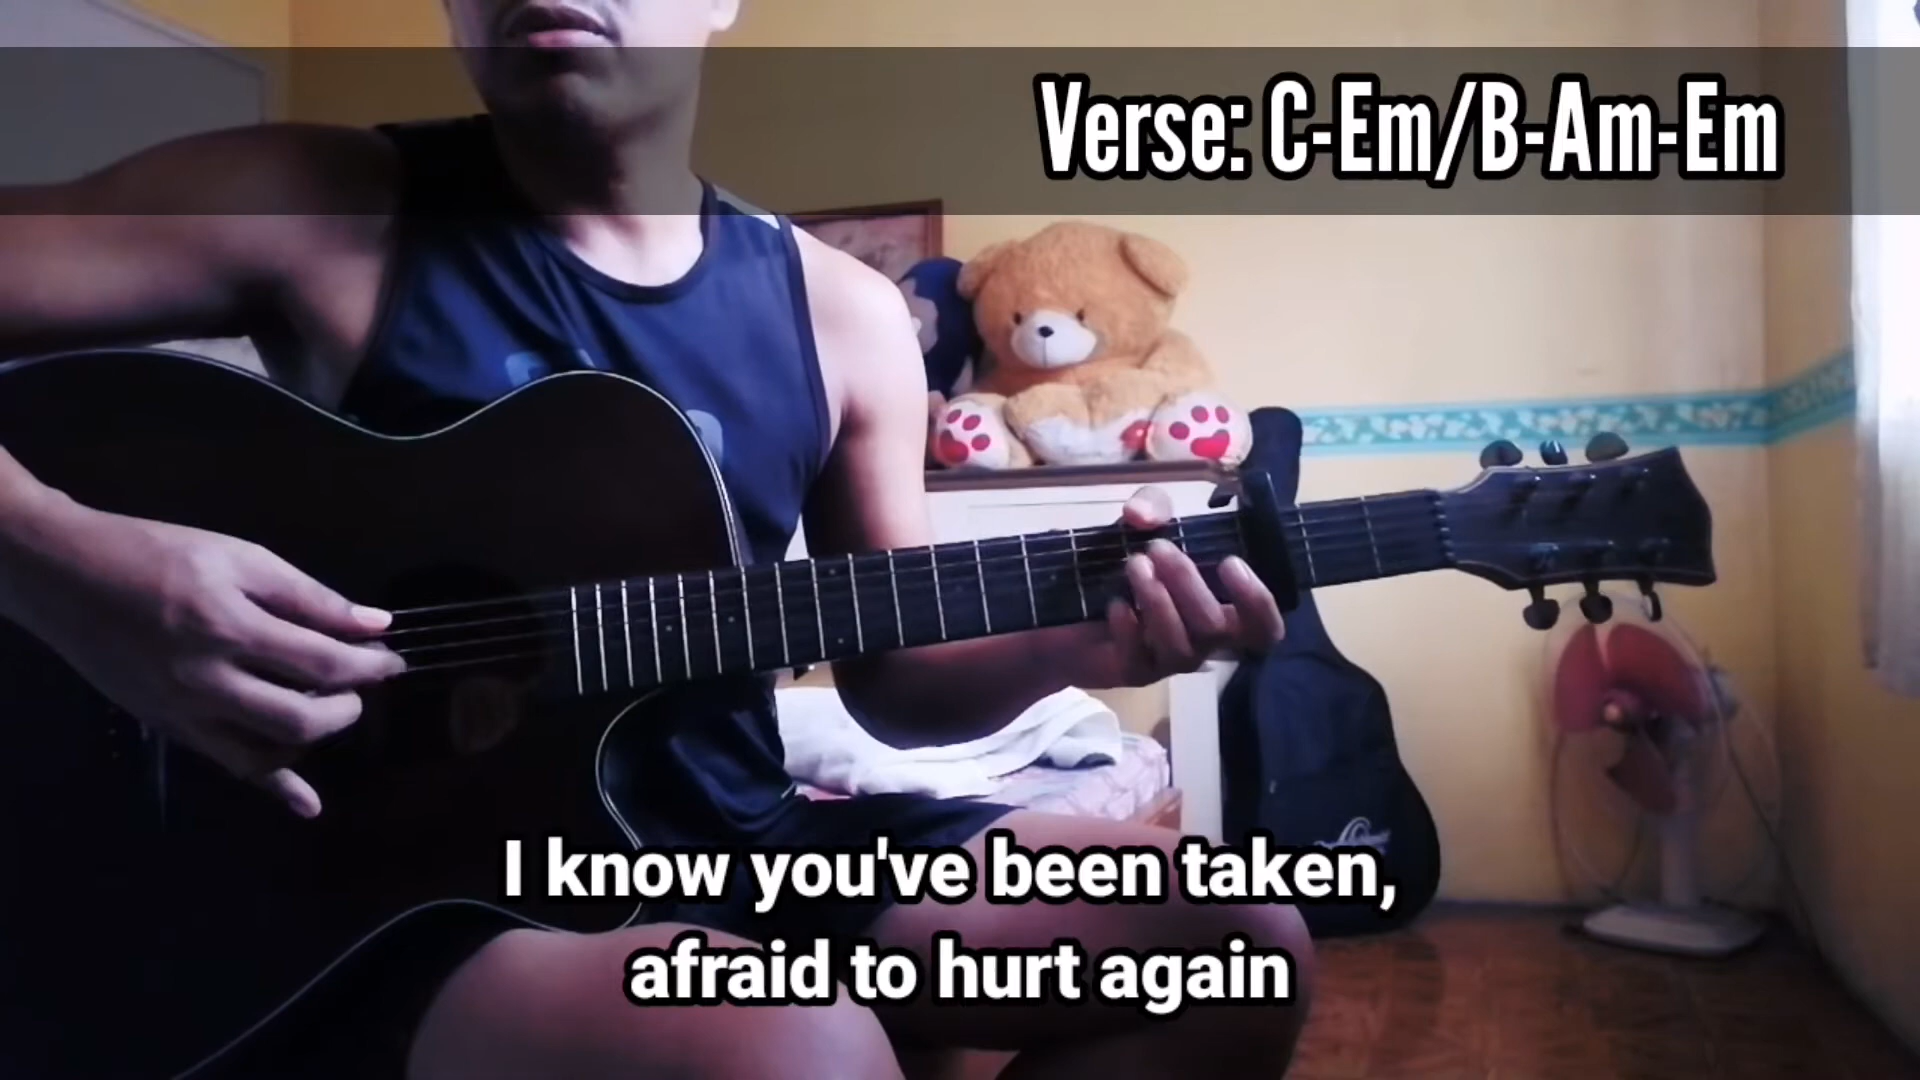 Verse: C-Em/B-Am-Em
I know you've been taken,
afraid to hurt again